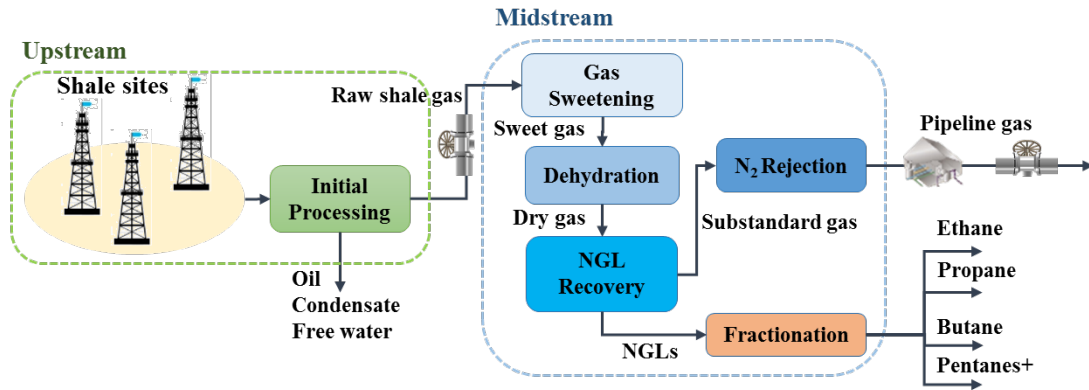 Upstream
Shale sites
Initial
Processing
Oil
Condensate
Free water
Raw shale gas
Midstream
Gas
Sweetening
Sweet gas
Dehydration
Dry gas
NGL
Recovery
NGLs
N₂ Rejection
Substandard gas
Fractionation
Pipeline gas
Ethane
Propane
Butane
Pentanes+